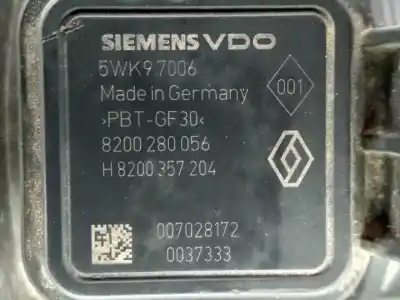 SIEMENS VDO
5WK9 7006
Made in Germany
001
>PBT-GF30<
8200 280 056
H 8200 357 204
007028172
0037333